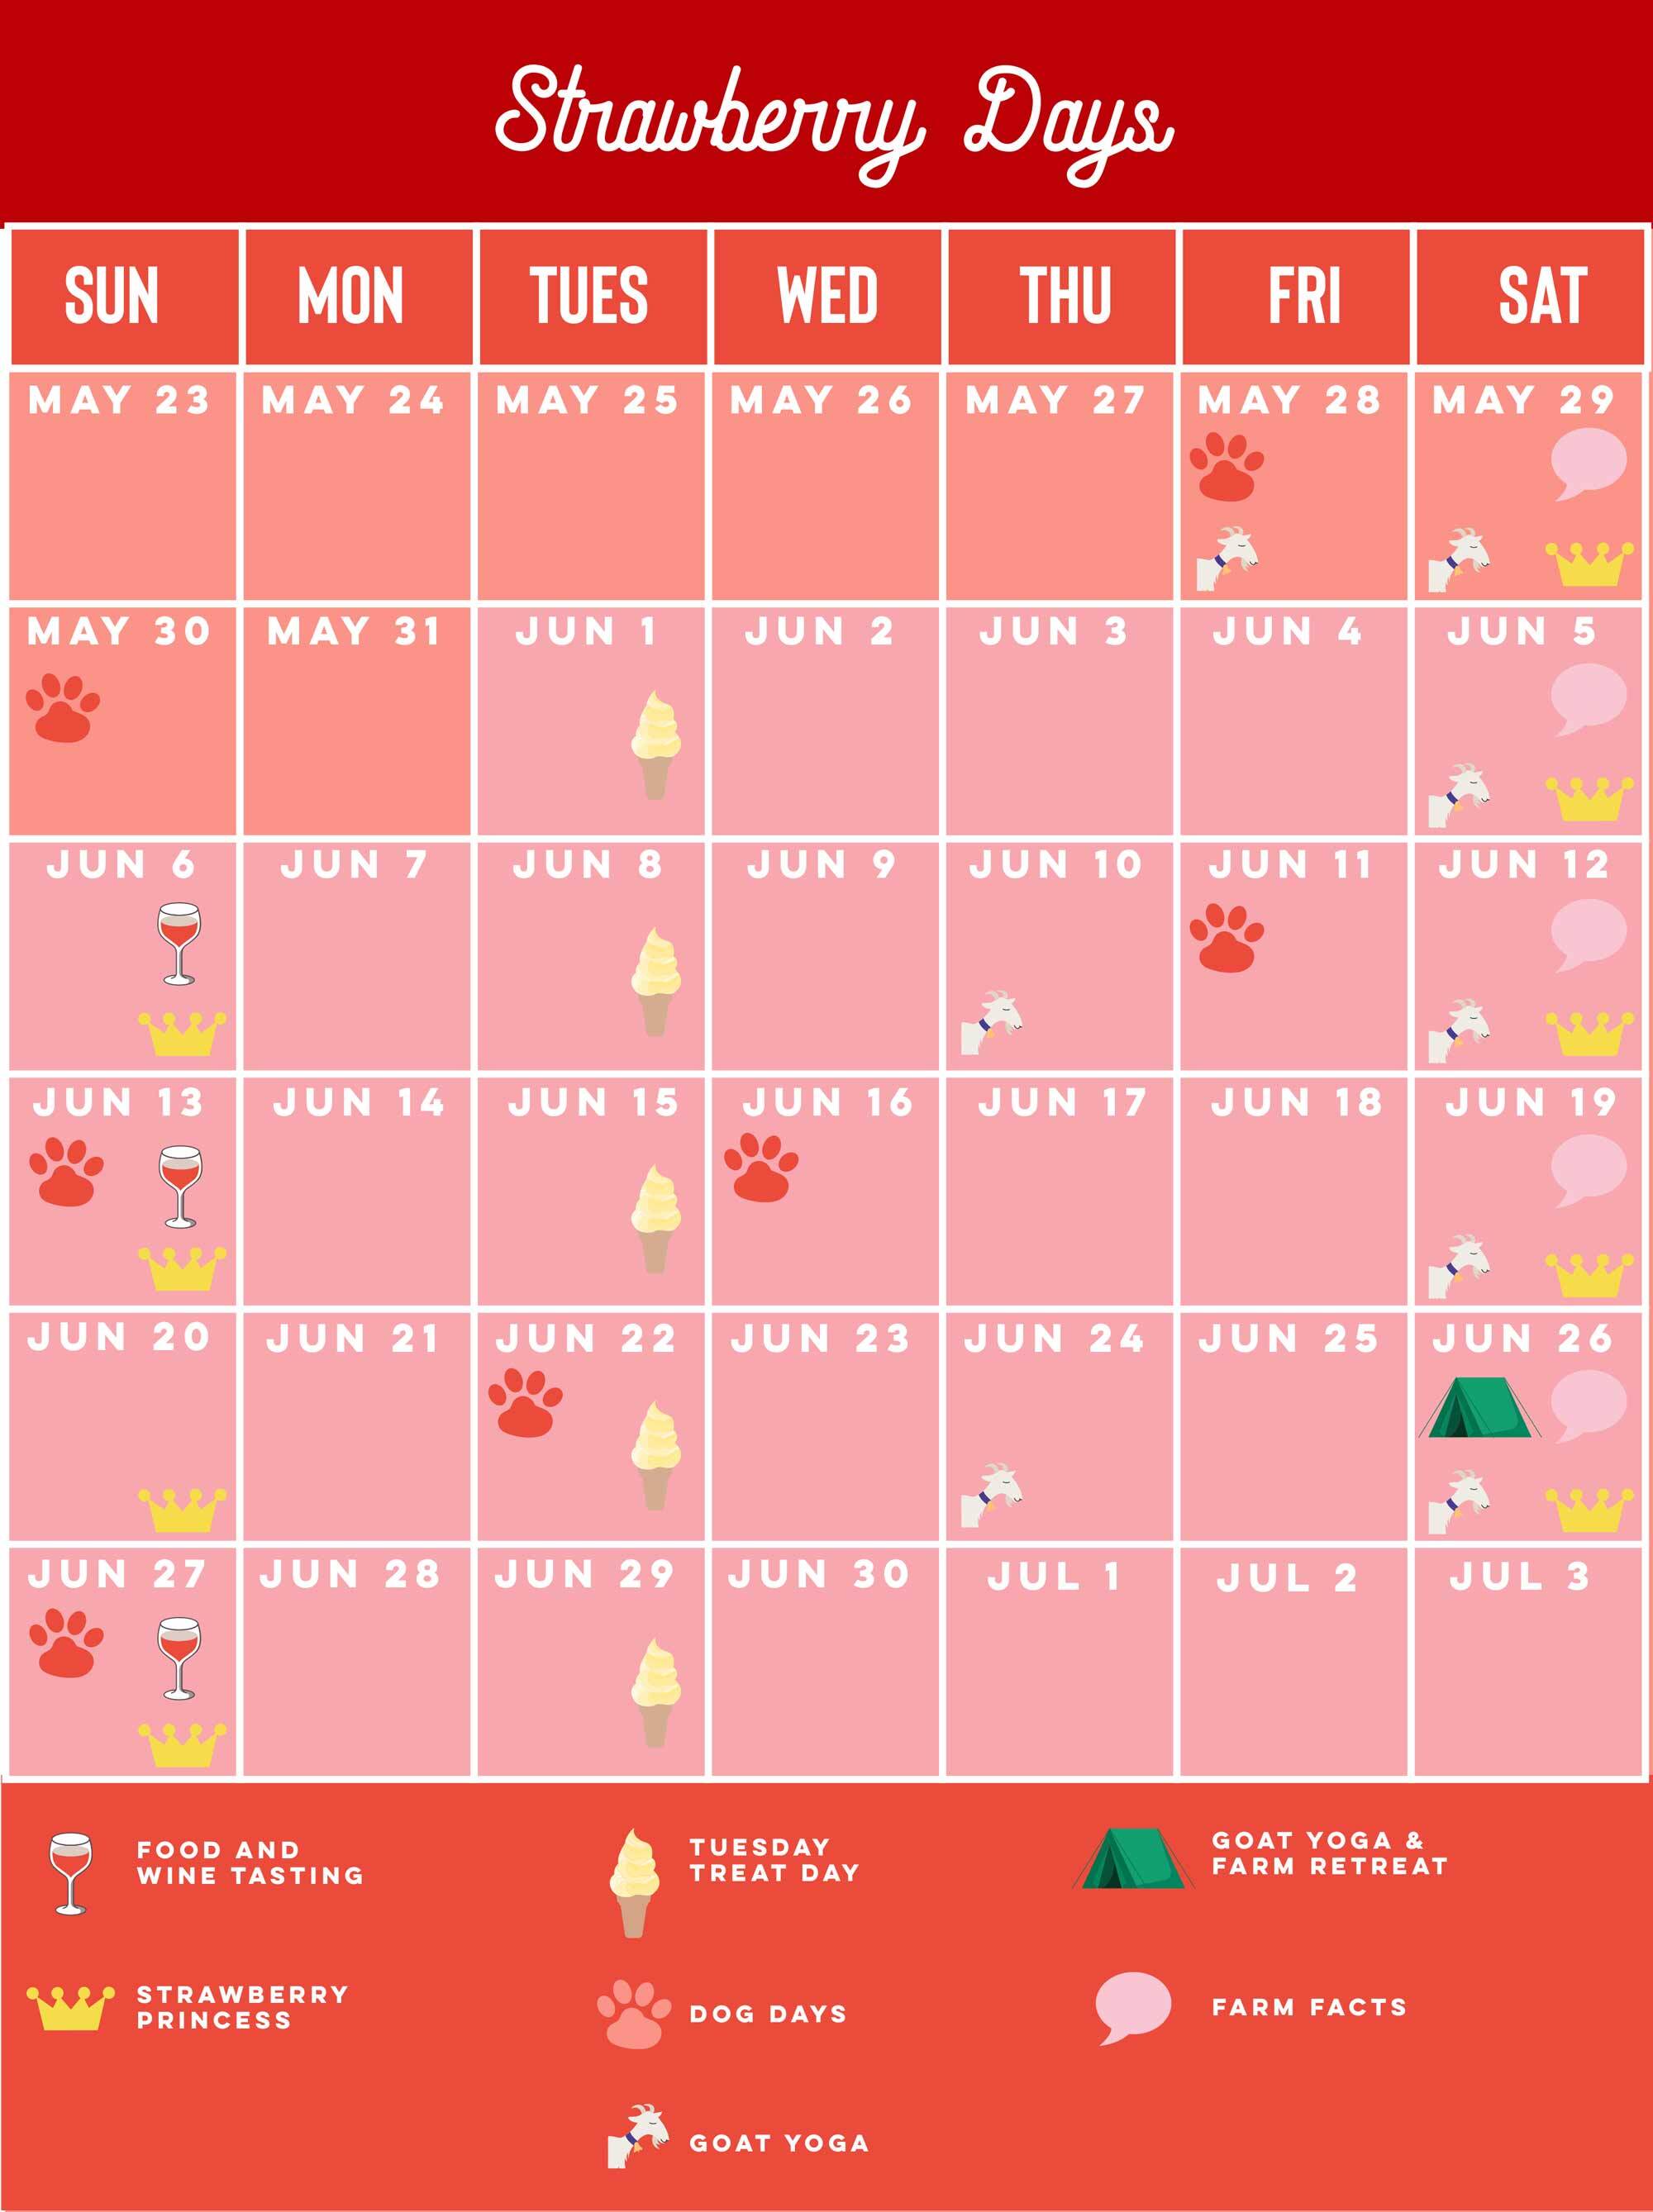 Strawberry Days
SUN MON TUES WED THU FRI SAT
MAY 23 MAY 24 MAY 25 MAY 26 MAY 27 MAY 28 MAY 29
MAY 30 MAY 31 JUN 1 JUN 2 JUN 3 JUN 4 JUN 5
JUN 6 JUN 7 JUN 8 JUN 9 JUN 10 JUN 11 JUN 12
JUN 13 JUN 14 JUN 15 JUN 16 JUN 17 JUN 18 JUN 19
JUN 20 JUN 21 JUN 22 JUN 23 JUN 24 JUN 25 JUN 26
JUN 27 JUN 28 JUN 29 JUN 30 JUL 1 JUL 2 JUL 3
FOOD AND
WINE TASTING
TUESDAY
TREAT DAY
GOAT YOGA &
FARM RETREAT
STRAWBERRY
PRINCESS
DOG DAYS
FARM FACTS
GOAT YOGA